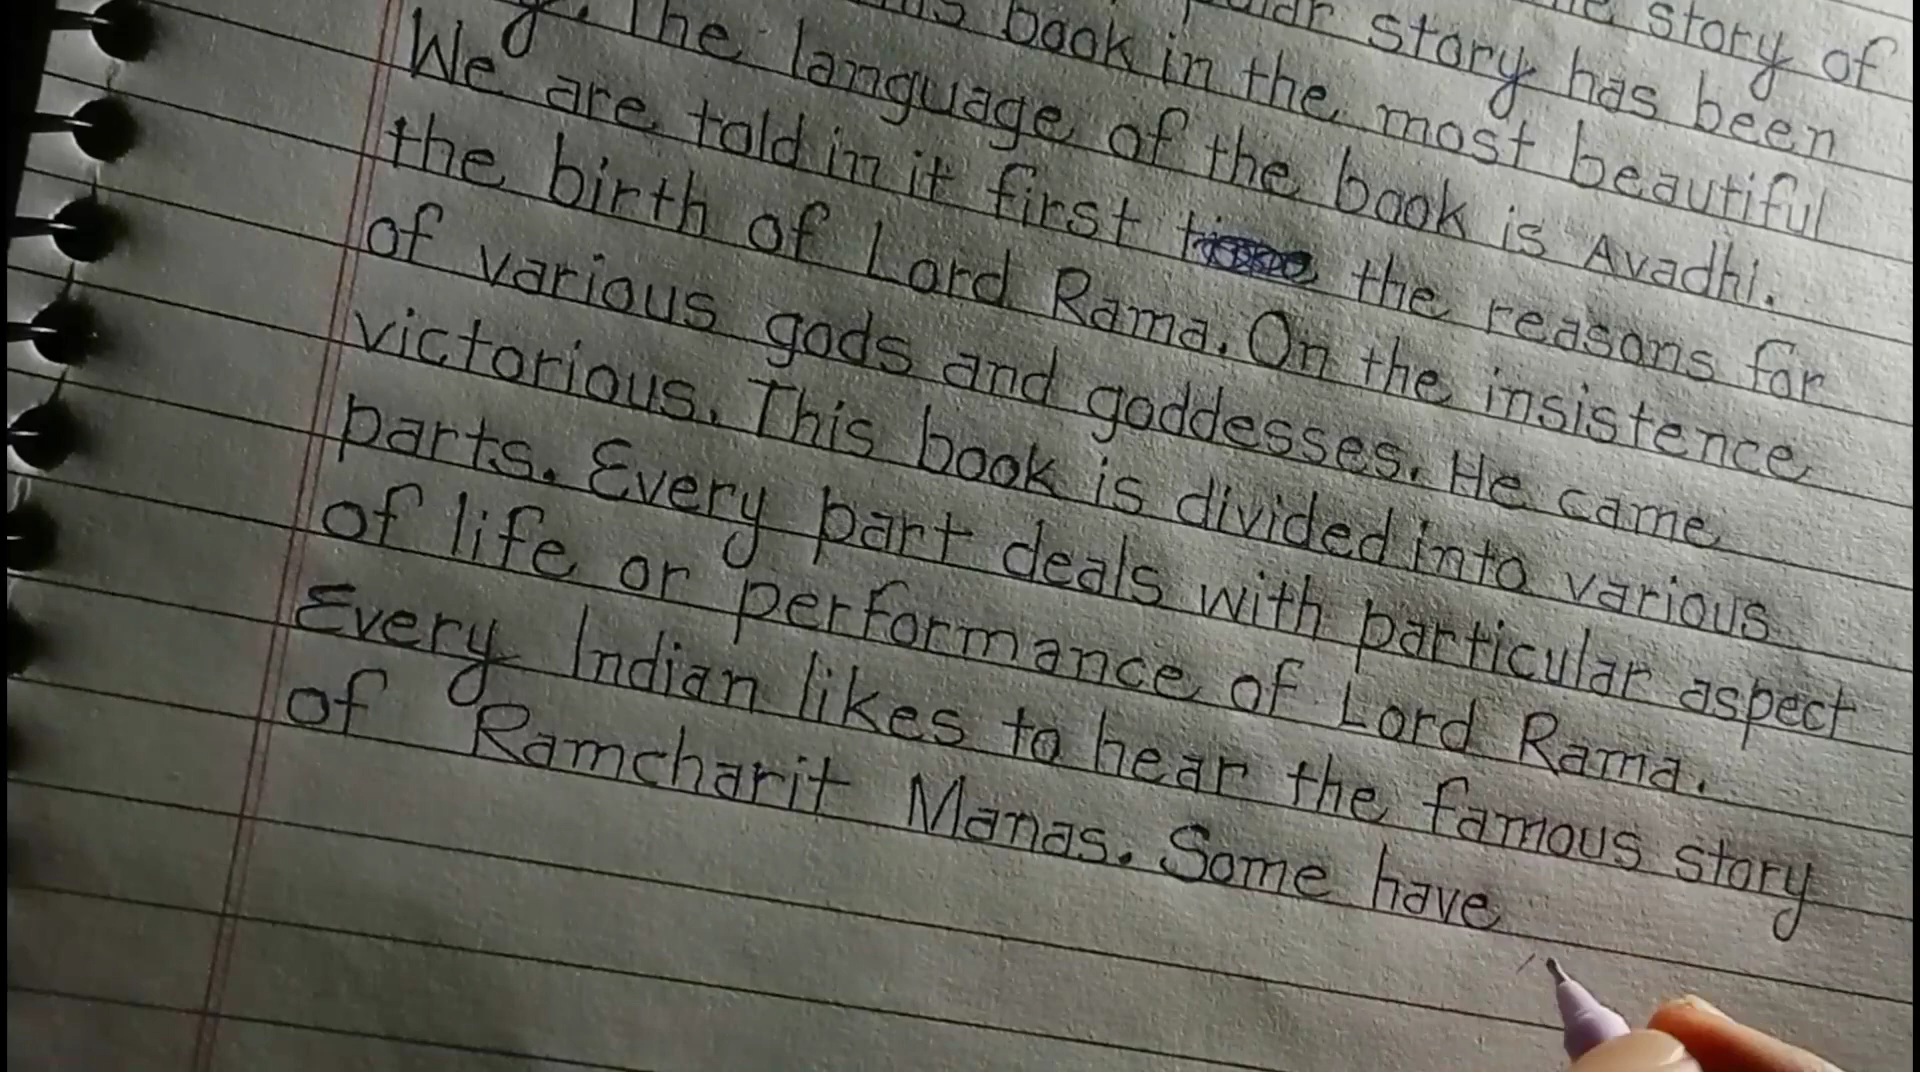 story of
story has been
book in the most beautiful
The language of the book is Avadhi.
We are told in it first the reasons for
the birth of Lord Rama. On the insistence
of various gods and goddesses. He came
victorious. This book is divided into various
parts. Every part deals with particular aspect
of life or performance of Lord Rama.
Every Indian likes to hear the famous story
of Ramcharit Manas. Some have